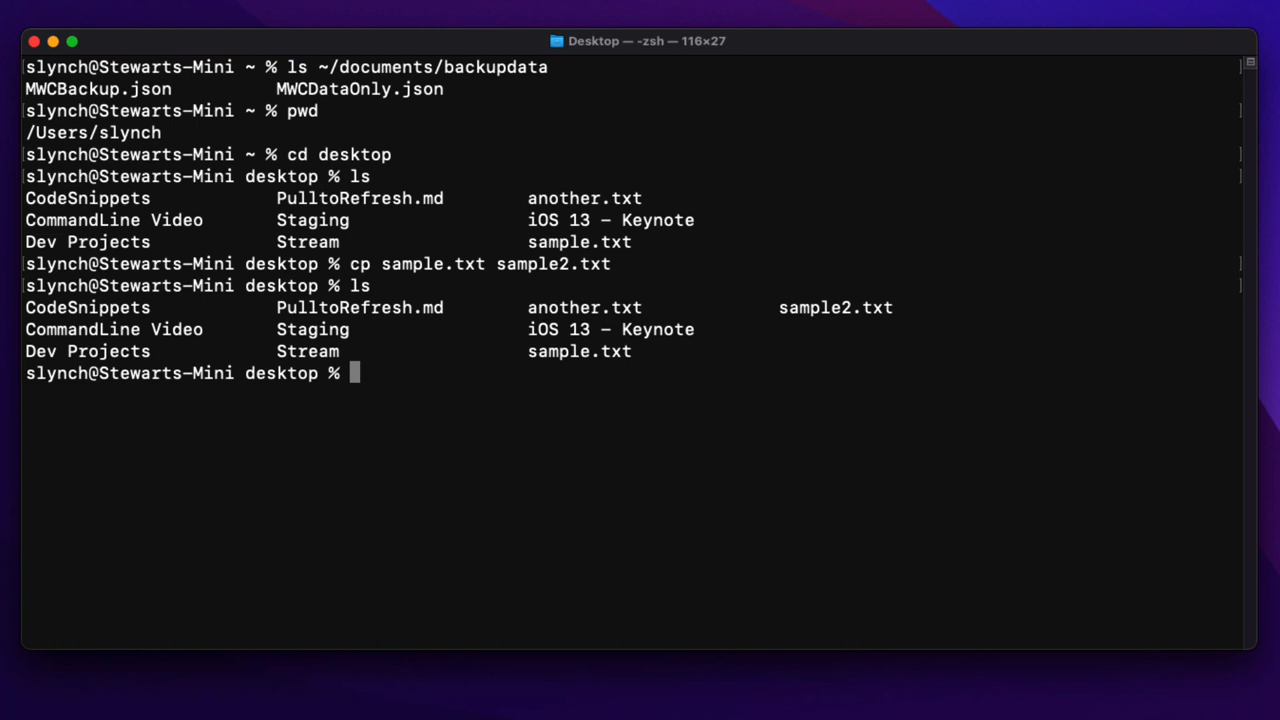 Desktop — -zsh — 116×27
slynch@Stewarts-Mini ~ % ls ~/documents/backupdata
MWCBackup.json MWCDataOnly.json
slynch@Stewarts-Mini ~ % pwd
/Users/slynch
slynch@Stewarts-Mini ~ % cd desktop
slynch@Stewarts-Mini desktop % ls
CodeSnippets PulltoRefresh.md another.txt
CommandLine Video Staging iOS 13 - Keynote
Dev Projects Stream sample.txt
slynch@Stewarts-Mini desktop % cp sample.txt sample2.txt
slynch@Stewarts-Mini desktop % ls
CodeSnippets PulltoRefresh.md another.txt sample2.txt
CommandLine Video Staging iOS 13 - Keynote
Dev Projects Stream sample.txt
slynch@Stewarts-Mini desktop %